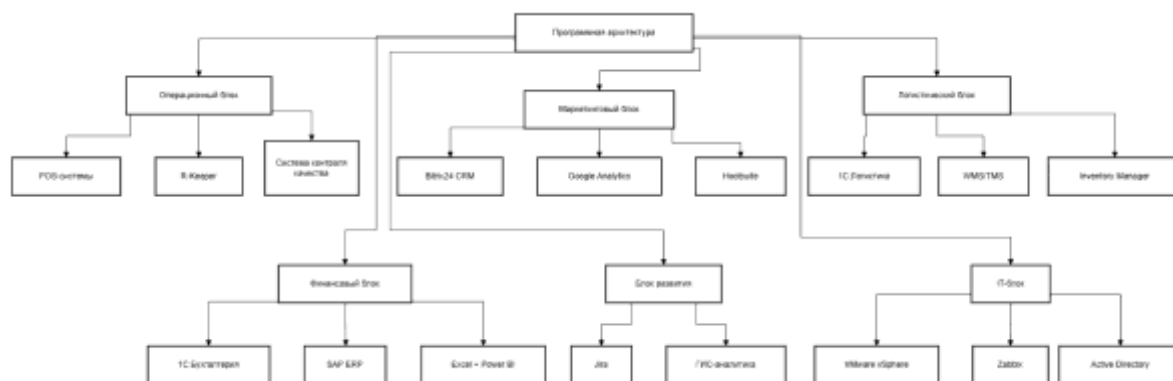 Программная архитектура
Операционный блок
Маркетинговый блок
Логистический блок
POS-системы
R-Keeper
Система контроля
качества
Bitrix24 CRM
Google Analytics
Hootsuite
1С:Логистика
WMS/TMS
Inventory Manager
Финансовый блок
Блок развития
IT-блок
1С:Бухгалтерия
SAP ERP
Excel + Power BI
Jira
ГИС-аналитика
VMware vSphere
Zabbix
Active Directory